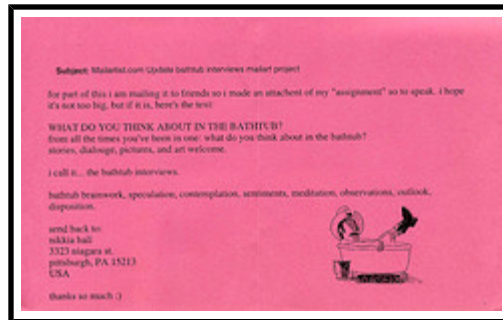 Subject: Mailartist.com Update bathtub interviews mailart project
for part of this i am mailing it to friends so i made an attachent of my "assignment" so to speak. i hope
it's not too big, but if it is, here's the text:
WHAT DO YOU THINK ABOUT IN THE BATHTUB?
from all the times you've been in one: what do you think about in the bathtub?
stories, dialouge, pictures, and art welcome.
i call it... the bathtub interviews.
bathtub brainwork, speculation, contemplation, sentiments, meditation, observations, outlook,
disposition.
send back to:
nikkia hall
3323 niagara st.
pittsburgh, PA 15213
USA
thanks so much :)